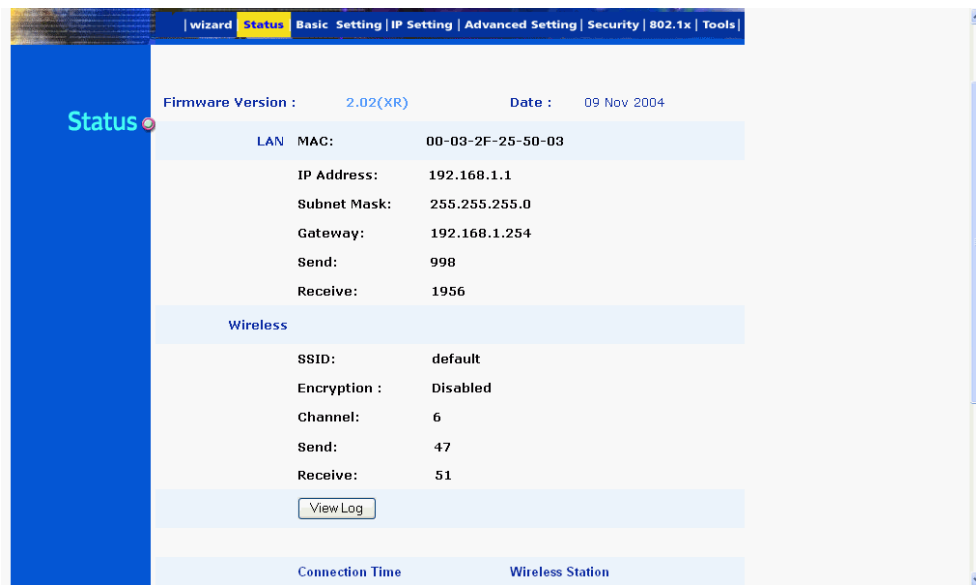 |wizard Status Basic Setting|IP Setting|Advanced Setting|Security|802.1x|Tools|
Status
Firmware Version : 2.02(XR) Date : 09 Nov 2004
LAN MAC: 00-03-2F-25-50-03
IP Address: 192.168.1.1
Subnet Mask: 255.255.255.0
Gateway: 192.168.1.254
Send: 998
Receive: 1956
Wireless
SSID: default
Encryption : Disabled
Channel: 6
Send: 47
Receive: 51
View Log
Connection Time Wireless Station